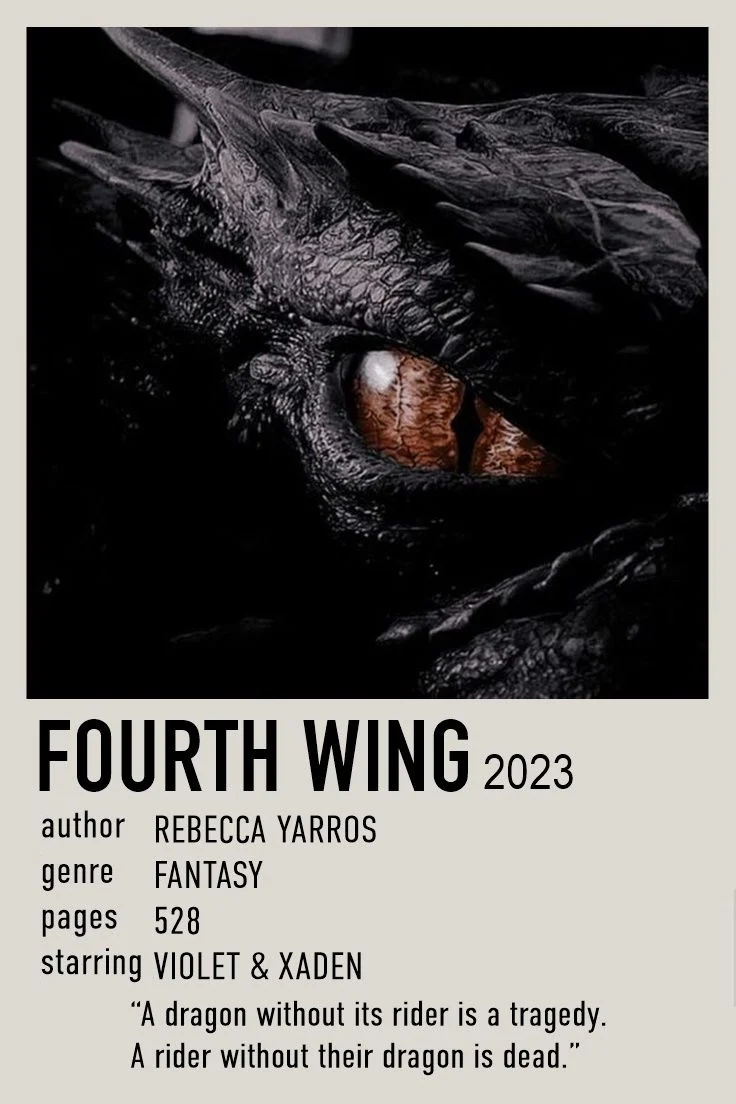 FOURTH WING 2023
author REBECCA YARROS
genre FANTASY
pages 528
starring VIOLET & XADEN
“A dragon without its rider is a tragedy.
A rider without their dragon is dead.”